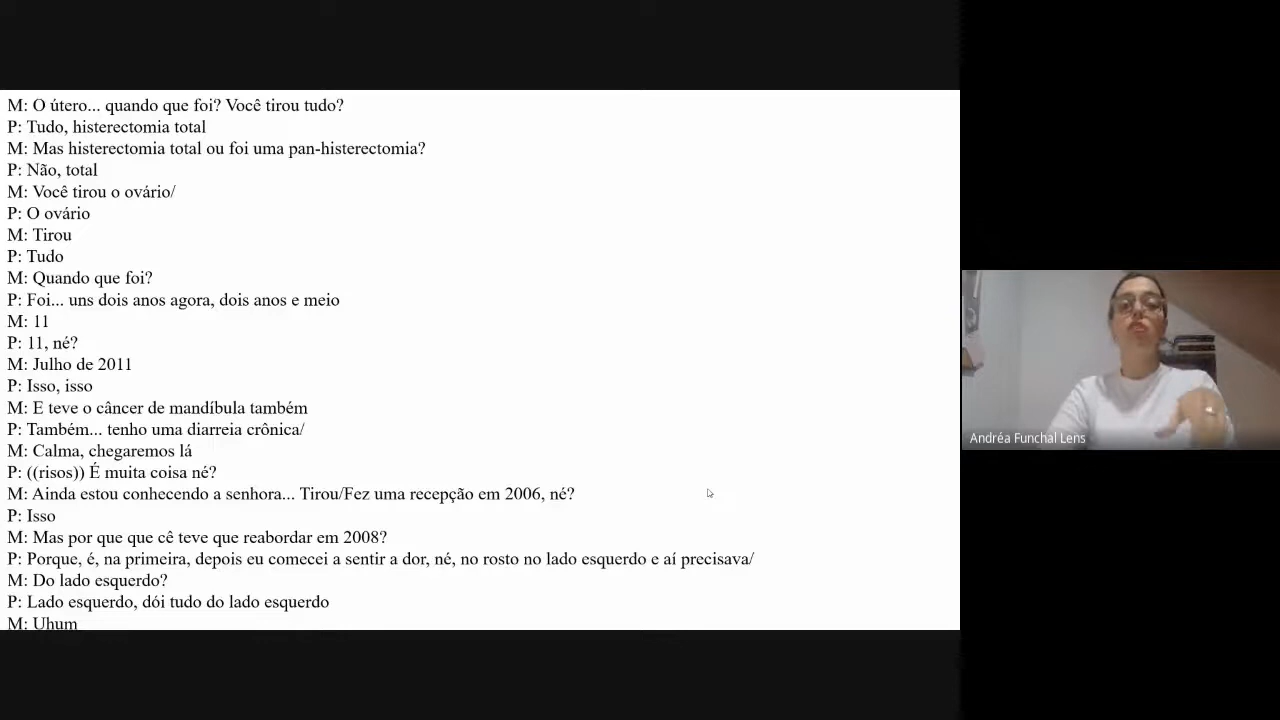 M: O útero... quando que foi? Você tirou tudo?
P: Tudo, histerectomia total
M: Mas histerectomia total ou foi uma pan-histerectomia?
P: Não, total
M: Você tirou o ovário/
P: O ovário
M: Tirou
P: Tudo
M: Quando que foi?
P: Foi... uns dois anos agora, dois anos e meio
M: 11
P: 11, né?
M: Julho de 2011
P: Isso, isso
M: E teve o câncer de mandíbula também
P: Também... tenho uma diarreia crônica/
M: Calma, chegaremos lá
P: ((risos)) É muita coisa né?
M: Ainda estou conhecendo a senhora... Tirou/Fez uma recepção em 2006, né?
P: Isso
M: Mas por que que cê teve que reabordar em 2008?
P: Porque, é, na primeira, depois eu comecei a sentir a dor, né, no rosto no lado esquerdo e aí precisava/
M: Do lado esquerdo?
P: Lado esquerdo, dói tudo do lado esquerdo
M: Uhum
Andréa Funchal Lens